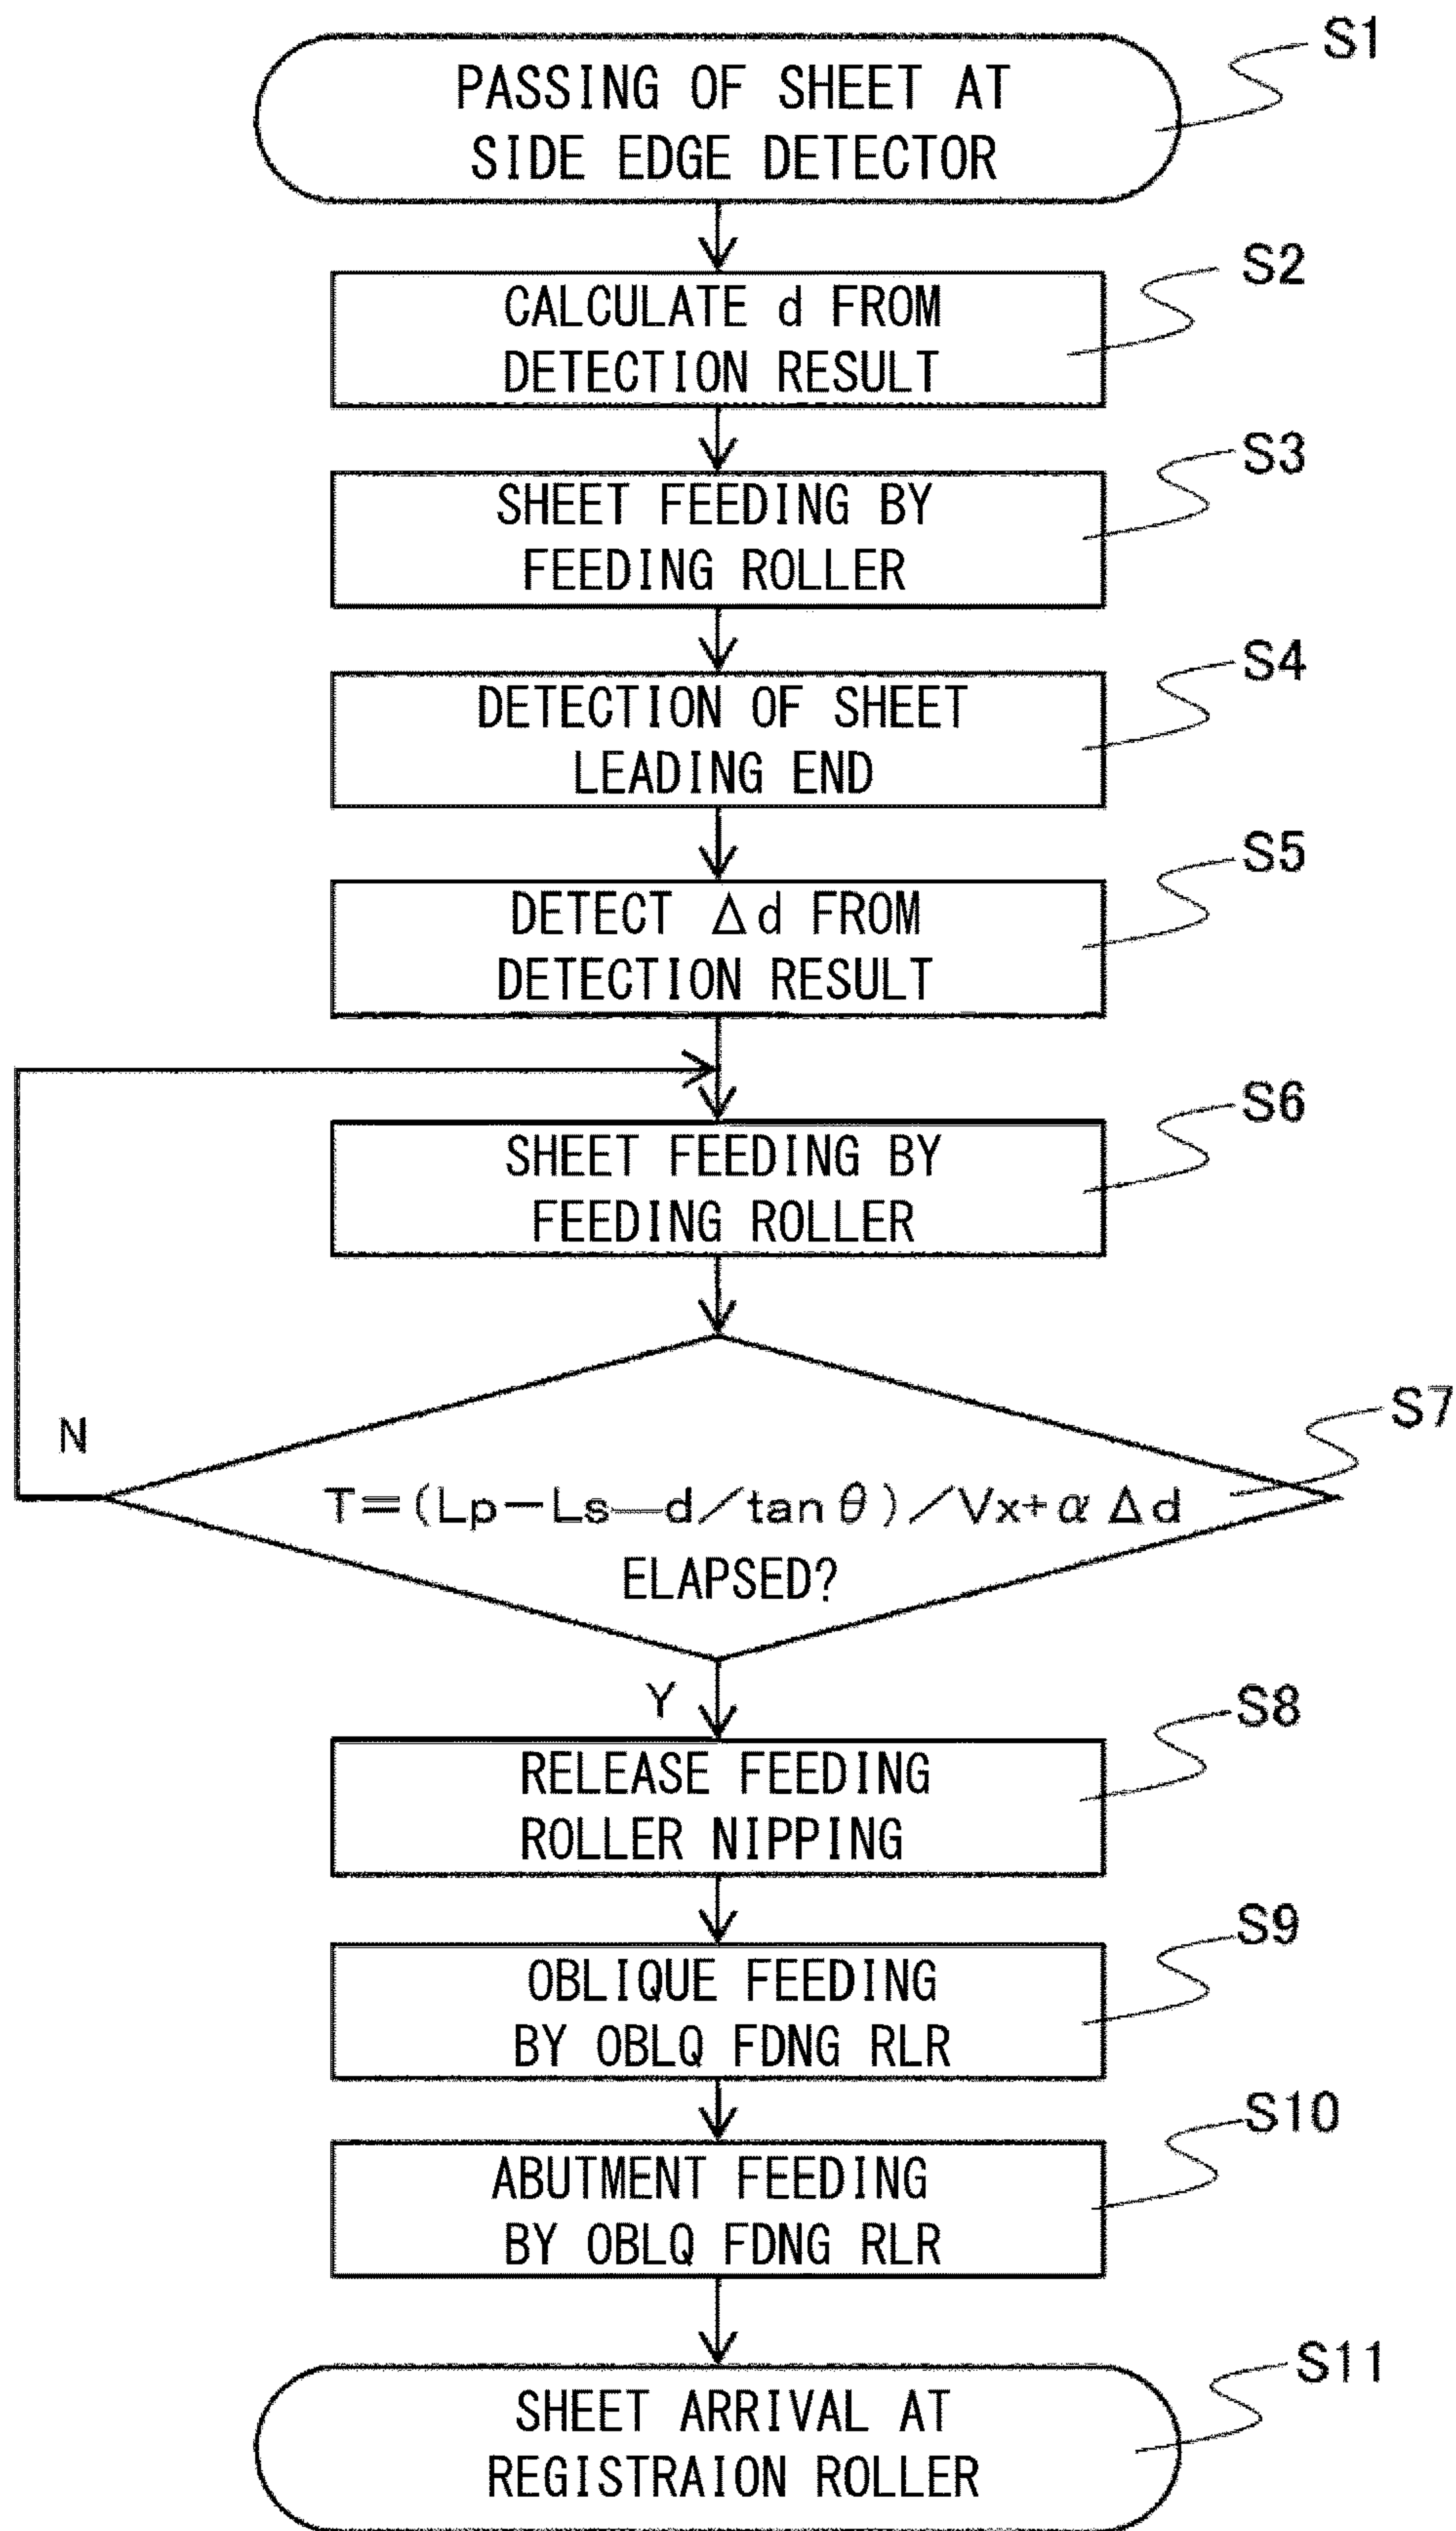 S1
PASSING OF SHEET AT
SIDE EDGE DETECTOR
S2
CALCULATE d FROM
DETECTION RESULT
S3
SHEET FEEDING BY
FEEDING ROLLER
S4
DETECTION OF SHEET
LEADING END
S5
DETECT Δd FROM
DETECTION RESULT
S6
SHEET FEEDING BY
FEEDING ROLLER
S7
N
T=(Lp−Ls−d/tanθ)/Vx+αΔd
ELAPSED?
Y
S8
RELEASE FEEDING
ROLLER NIPPING
S9
OBLIQUE FEEDING
BY OBLQ FDNG RLR
S10
ABUTMENT FEEDING
BY OBLQ FDNG RLR
S11
SHEET ARRIVAL AT
REGISTRAION ROLLER